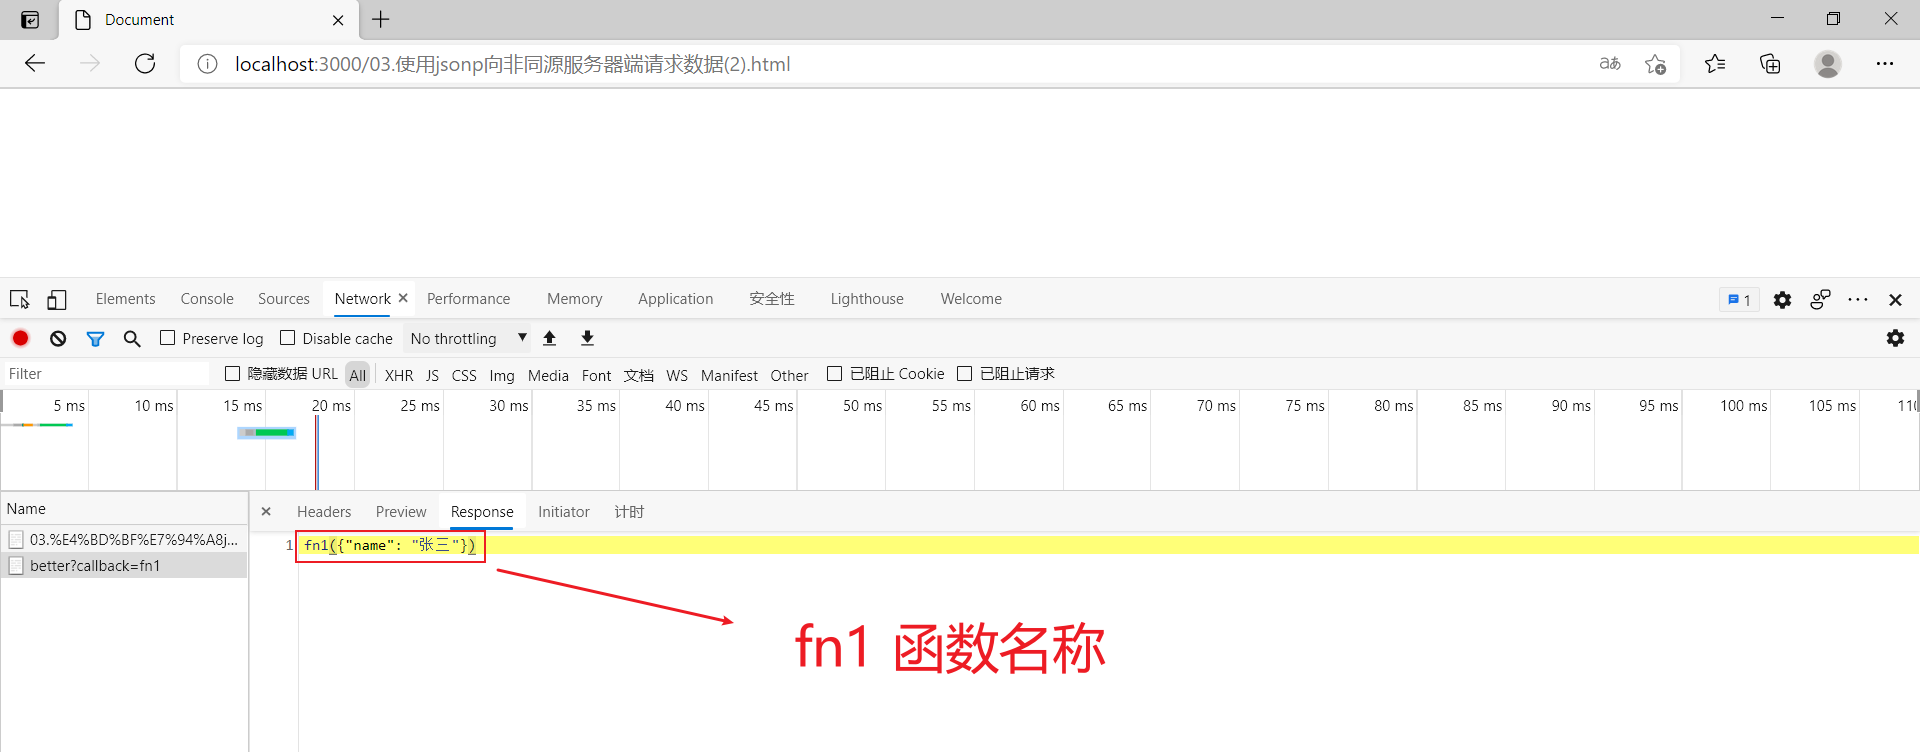 Document
localhost:3000/03.使用jsonp向非同源服务器端请求数据(2).html
aあ
Elements Console Sources Network Performance Memory Application 安全性 Lighthouse Welcome 1
Preserve log Disable cache No throttling
Filter 隐藏数据 URL All XHR JS CSS Img Media Font 文档 WS Manifest Other 已阻止 Cookie 已阻止请求
5 ms 10 ms 15 ms 20 ms 25 ms 30 ms 35 ms 40 ms 45 ms 50 ms 55 ms 60 ms 65 ms 70 ms 75 ms 80 ms 85 ms 90 ms 95 ms 100 ms 105 ms 110
Name Headers Preview Response Initiator 计时
03.%E4%BD%BF%E7%94%A8j...
1 fn1({"name": "张三"})
better?callback=fn1
fn1 函数名称